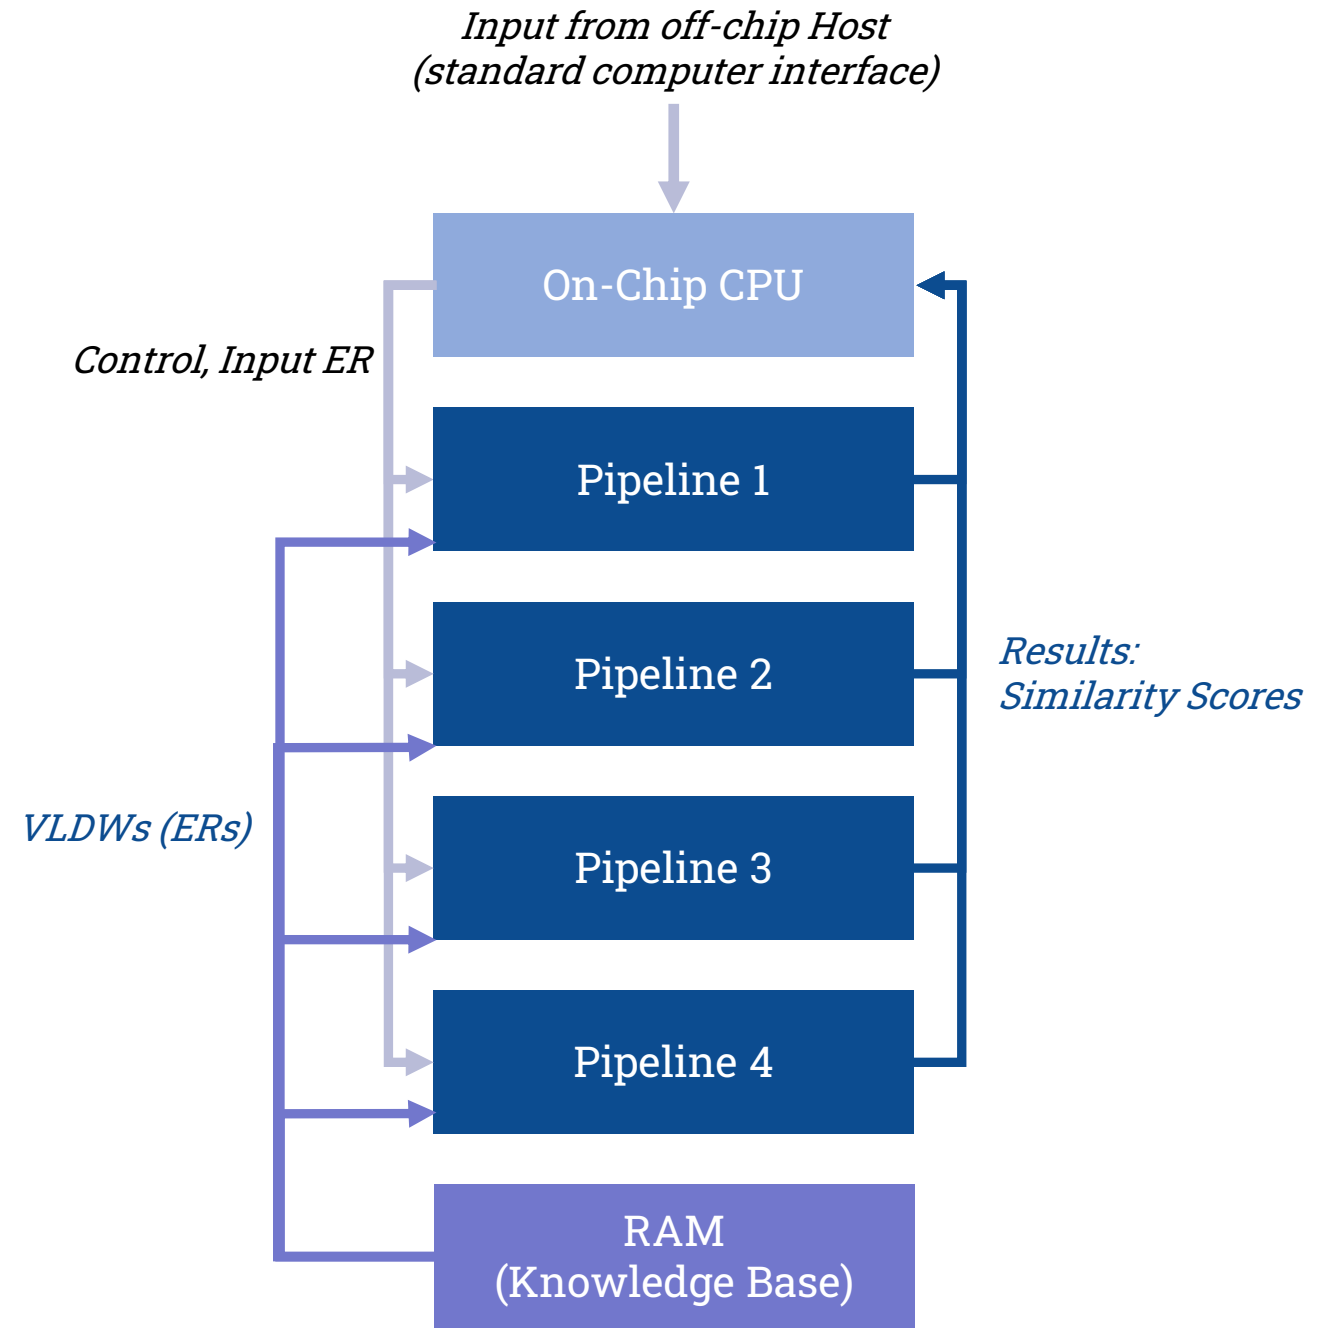 Input from off-chip Host
(standard computer interface)
On-Chip CPU
Control, Input ER
Pipeline 1
Pipeline 2
Results:
Similarity Scores
VLDWs (ERs)
Pipeline 3
Pipeline 4
RAM
(Knowledge Base)